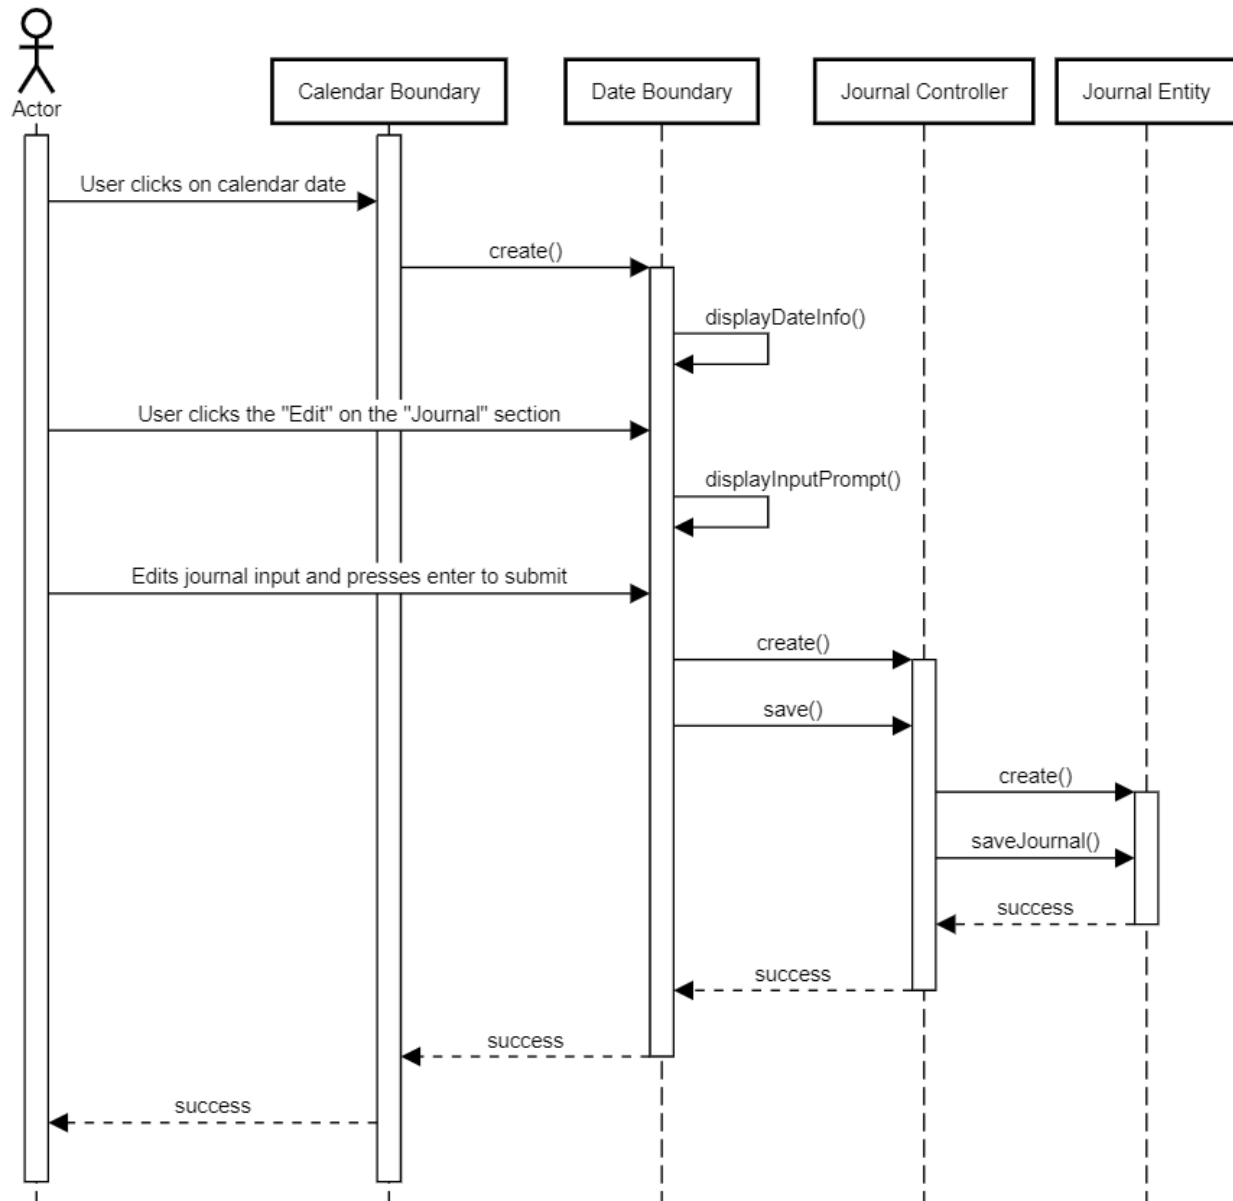 Actor
Calendar Boundary
Date Boundary
Journal Controller
Journal Entity
User clicks on calendar date
create()
displayDateInfo()
User clicks the "Edit" on the "Journal" section
displayInputPrompt()
Edits journal input and presses enter to submit
create()
save()
create()
saveJournal()
success
success
success
success